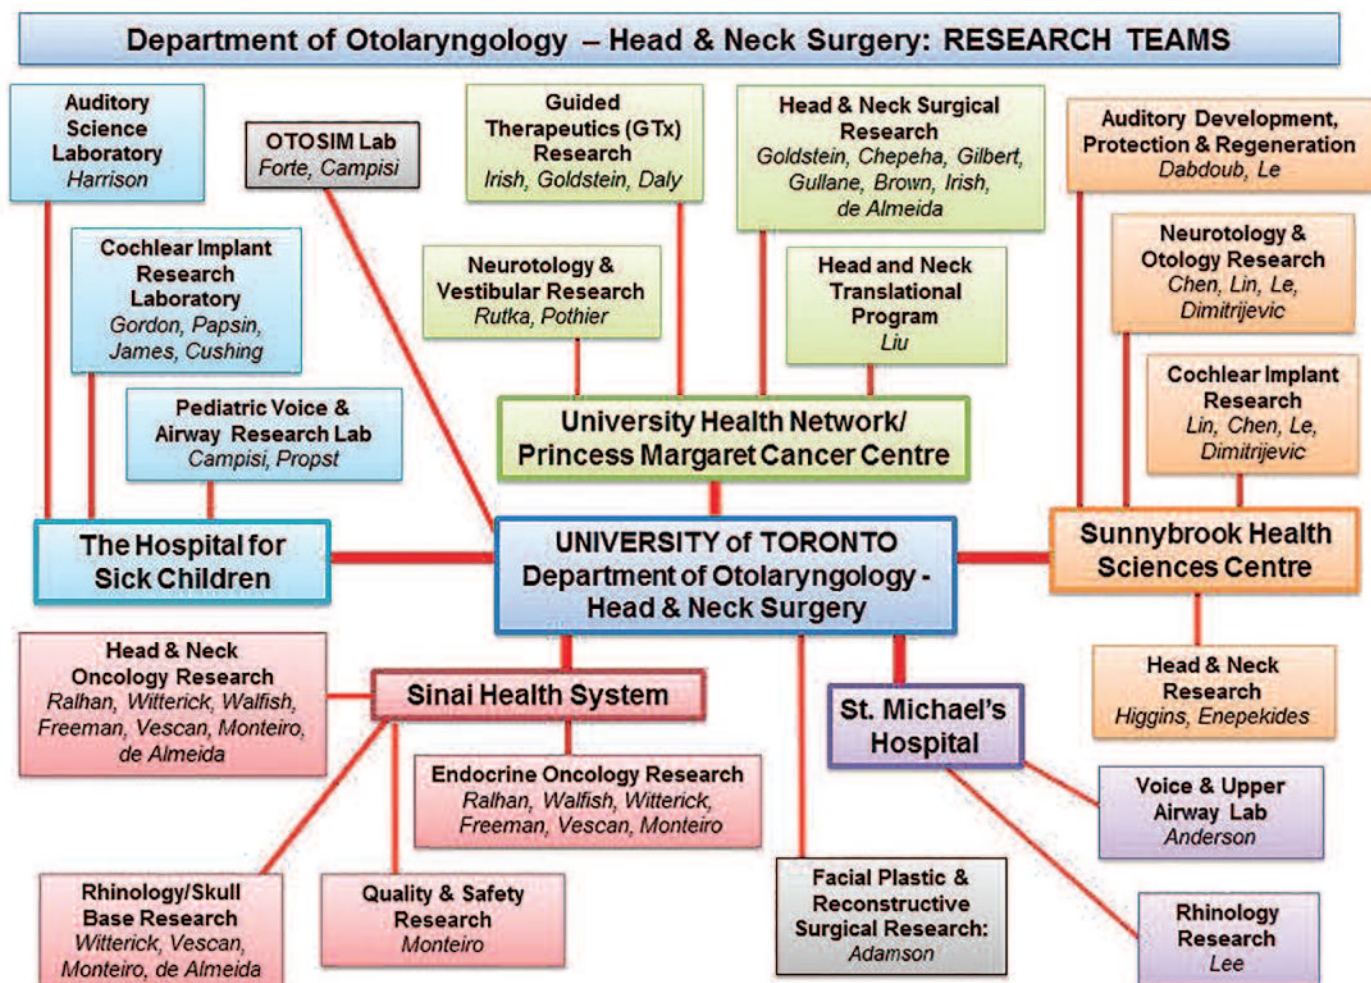 Department of Otolaryngology – Head & Neck Surgery: RESEARCH TEAMS
Auditory
Science
Laboratory
Harrison
OTOSIM Lab
Forte, Campisi
Guided
Therapeutics (GTx)
Research
Irish, Goldstein, Daly
Head & Neck Surgical
Research
Goldstein, Chepeha, Gilbert,
Gullane, Brown, Irish,
de Almeida
Auditory Development,
Protection & Regeneration
Dabdoub, Le
Cochlear Implant
Research
Laboratory
Gordon, Papsin,
James, Cushing
Neurotology &
Vestibular Research
Rutka, Pothier
Head and Neck
Translational
Program
Liu
Neurotology &
Otology Research
Chen, Lin, Le,
Dimitrijevic
Pediatric Voice &
Airway Research Lab
Campisi, Propst
University Health Network/
Princess Margaret Cancer Centre
Cochlear Implant
Research
Lin, Chen, Le,
Dimitrijevic
The Hospital for
Sick Children
UNIVERSITY of TORONTO
Department of Otolaryngology -
Head & Neck Surgery
Sunnybrook Health
Sciences Centre
Head & Neck
Oncology Research
Ralhan, Witterick, Walfish,
Freeman, Vescan, Monteiro,
de Almeida
Sinai Health System
St. Michael's
Hospital
Head & Neck
Research
Higgins, Enepekides
Endocrine Oncology Research
Ralhan, Walfish, Witterick,
Freeman, Vescan, Monteiro
Voice & Upper
Airway Lab
Anderson
Rhinology/Skull
Base Research
Witterick, Vescan,
Monteiro, de Almeida
Quality & Safety
Research
Monteiro
Facial Plastic &
Reconstructive
Surgical Research:
Adamson
Rhinology
Research
Lee